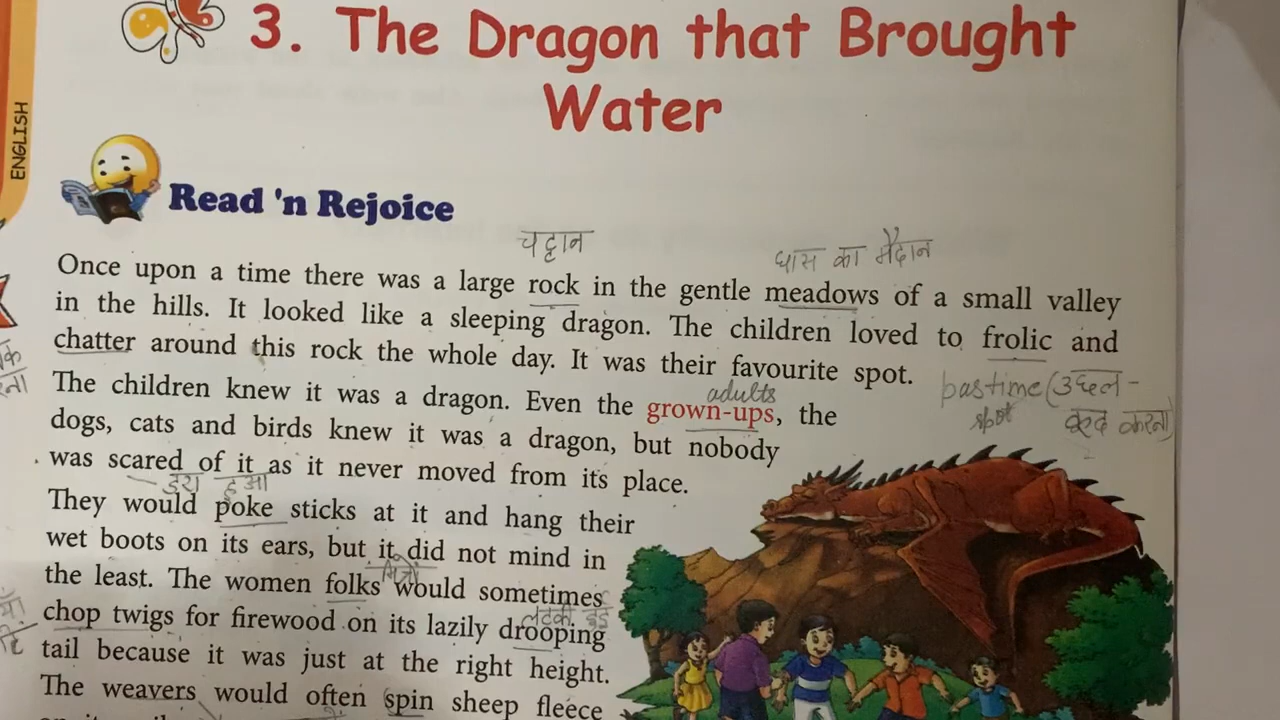 ENGLISH
3. The Dragon that Brought
Water
Read 'n Rejoice
चट्टान घास का मैदान
Once upon a time there was a large rock in the gentle meadows of a small valley
in the hills. It looked like a sleeping dragon. The children loved to frolic and
chatter around this rock the whole day. It was their favourite spot.
adults
The children knew it was a dragon. Even the grown-ups, the
dogs, cats and birds knew it was a dragon, but nobody
was scared of it as it never moved from its place.
डरा हुआ
They would poke sticks at it and hang their
wet boots on its ears, but it did not mind in
the least. The women folks would sometimes
लटकी हुई
chop twigs for firewood on its lazily drooping
tail because it was just at the right height.
The weavers would often spin sheep fleece
spot कूद करना